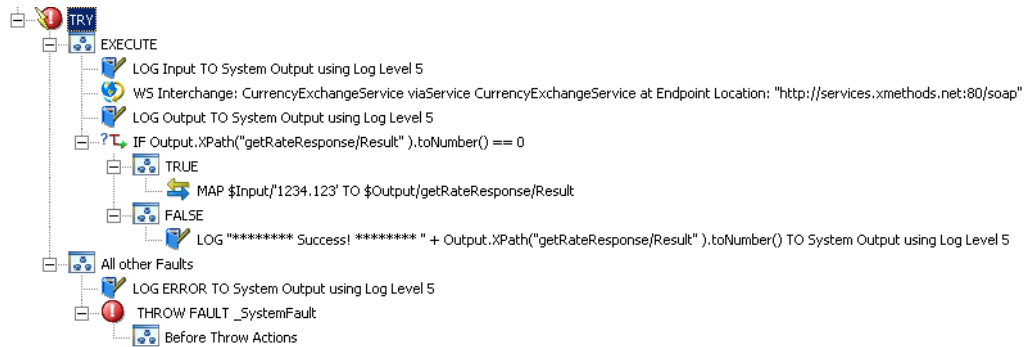 TRY
EXECUTE
LOG Input TO System Output using Log Level 5
WS Interchange: CurrencyExchangeService viaService CurrencyExchangeService at Endpoint Location: "http://services.xmethods.net:80/soap"
LOG Output TO System Output using Log Level 5
IF Output.XPath("getRateResponse/Result" ).toNumber() == 0
TRUE
MAP $Input/'1234.123' TO $Output/getRateResponse/Result
FALSE
LOG "******** Success! ******** " + Output.XPath("getRateResponse/Result" ).toNumber() TO System Output using Log Level 5
All other Faults
LOG ERROR TO System Output using Log Level 5
THROW FAULT _SystemFault
Before Throw Actions